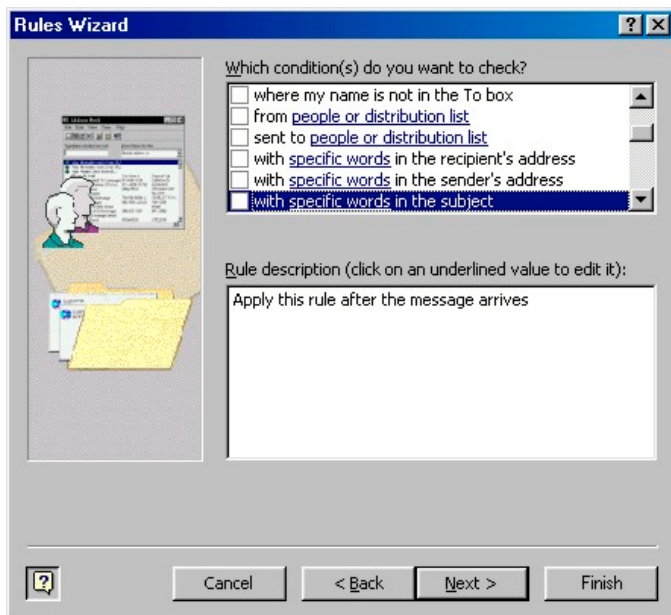 Rules Wizard
Which condition(s) do you want to check?
where my name is not in the To box
from people or distribution list
sent to people or distribution list
with specific words in the recipient's address
with specific words in the sender's address
with specific words in the subject
Rule description (click on an underlined value to edit it):
Apply this rule after the message arrives
Cancel
< Back
Next >
Finish